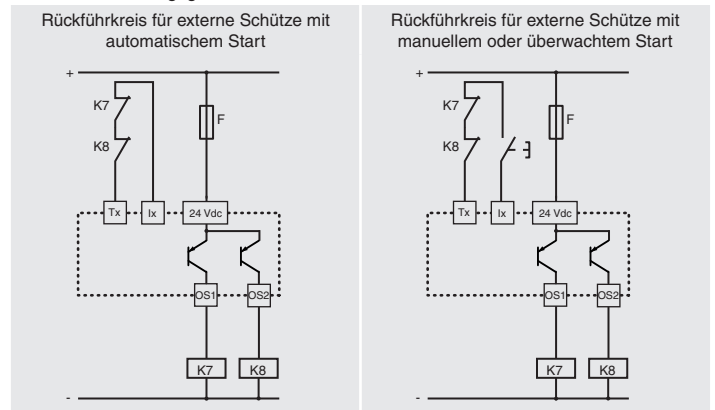 Rückführkreis für externe Schütze mit
automatischem Start
+
K7
K8
F
Tx
Ix
24 Vdc
OS1
OS2
K7
K8
-
Rückführkreis für externe Schütze mit
manuellem oder überwachtem Start
+
K7
K8
F
Tx
Ix
24 Vdc
OS1
OS2
K7
K8
-